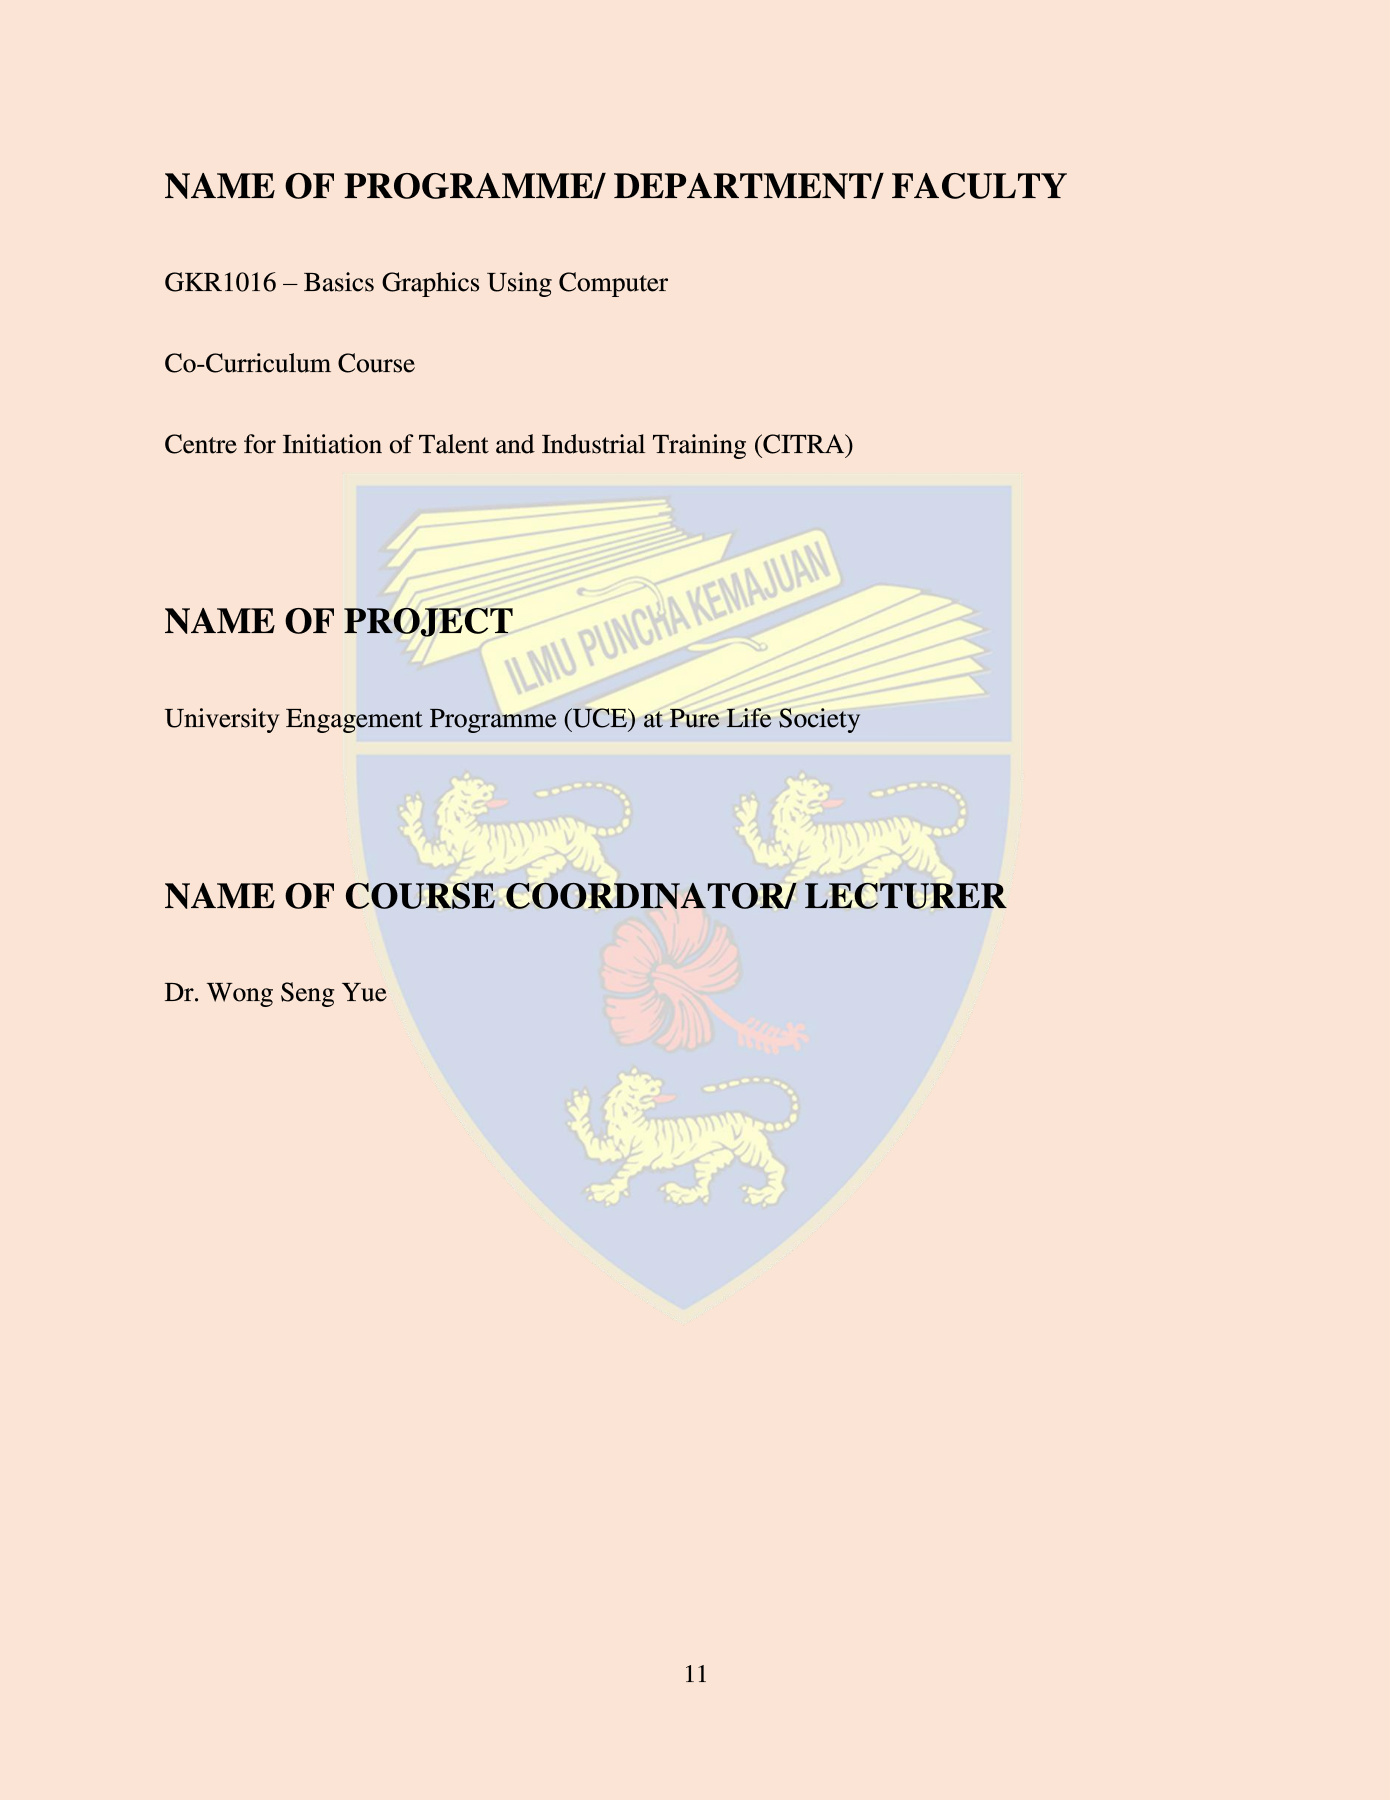 NAME OF PROGRAMME/ DEPARTMENT/ FACULTY
GKR1016 – Basics Graphics Using Computer
Co-Curriculum Course
Centre for Initiation of Talent and Industrial Training (CITRA)
ILMU PUNCHA KEMAJUAN
NAME OF PROJECT
University Engagement Programme (UCE) at Pure Life Society
NAME OF COURSE COORDINATOR/ LECTURER
Dr. Wong Seng Yue
11